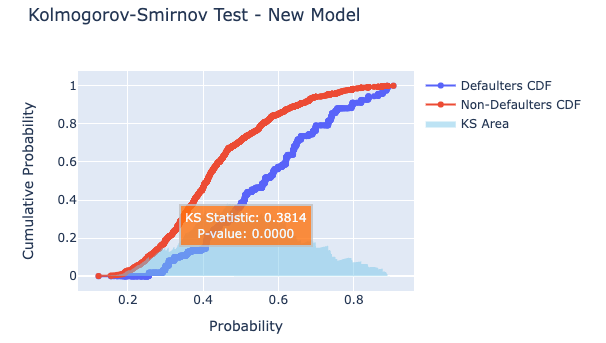 Kolmogorov-Smirnov Test - New Model
Defaulters CDF
Non-Defaulters CDF
KS Area
Cumulative Probability
1
0.8
0.6
0.4
0.2
0
KS Statistic: 0.3814
P-value: 0.0000
0.2
0.4
0.6
0.8
Probability